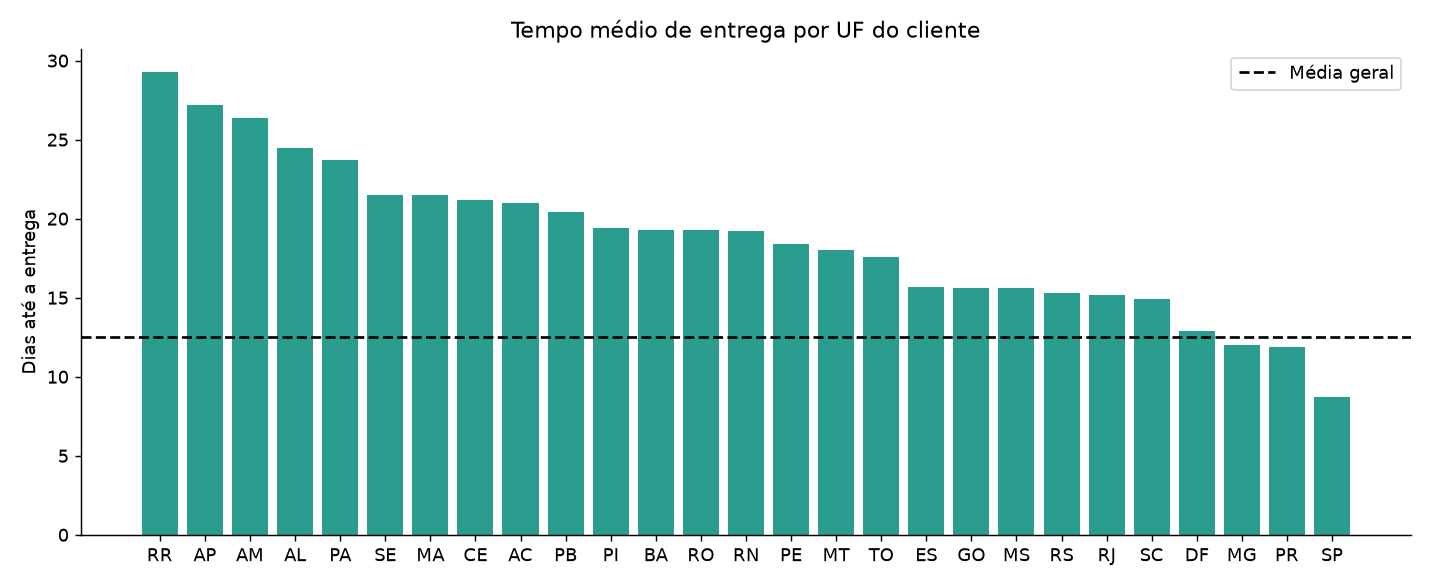 Tempo médio de entrega por UF do cliente
Média geral
Dias até a entrega
30
25
20
15
10
5
0
RR AP AM AL PA SE MA CE AC PB PI BA RO RN PE MT TO ES GO MS RS RJ SC DF MG PR SP